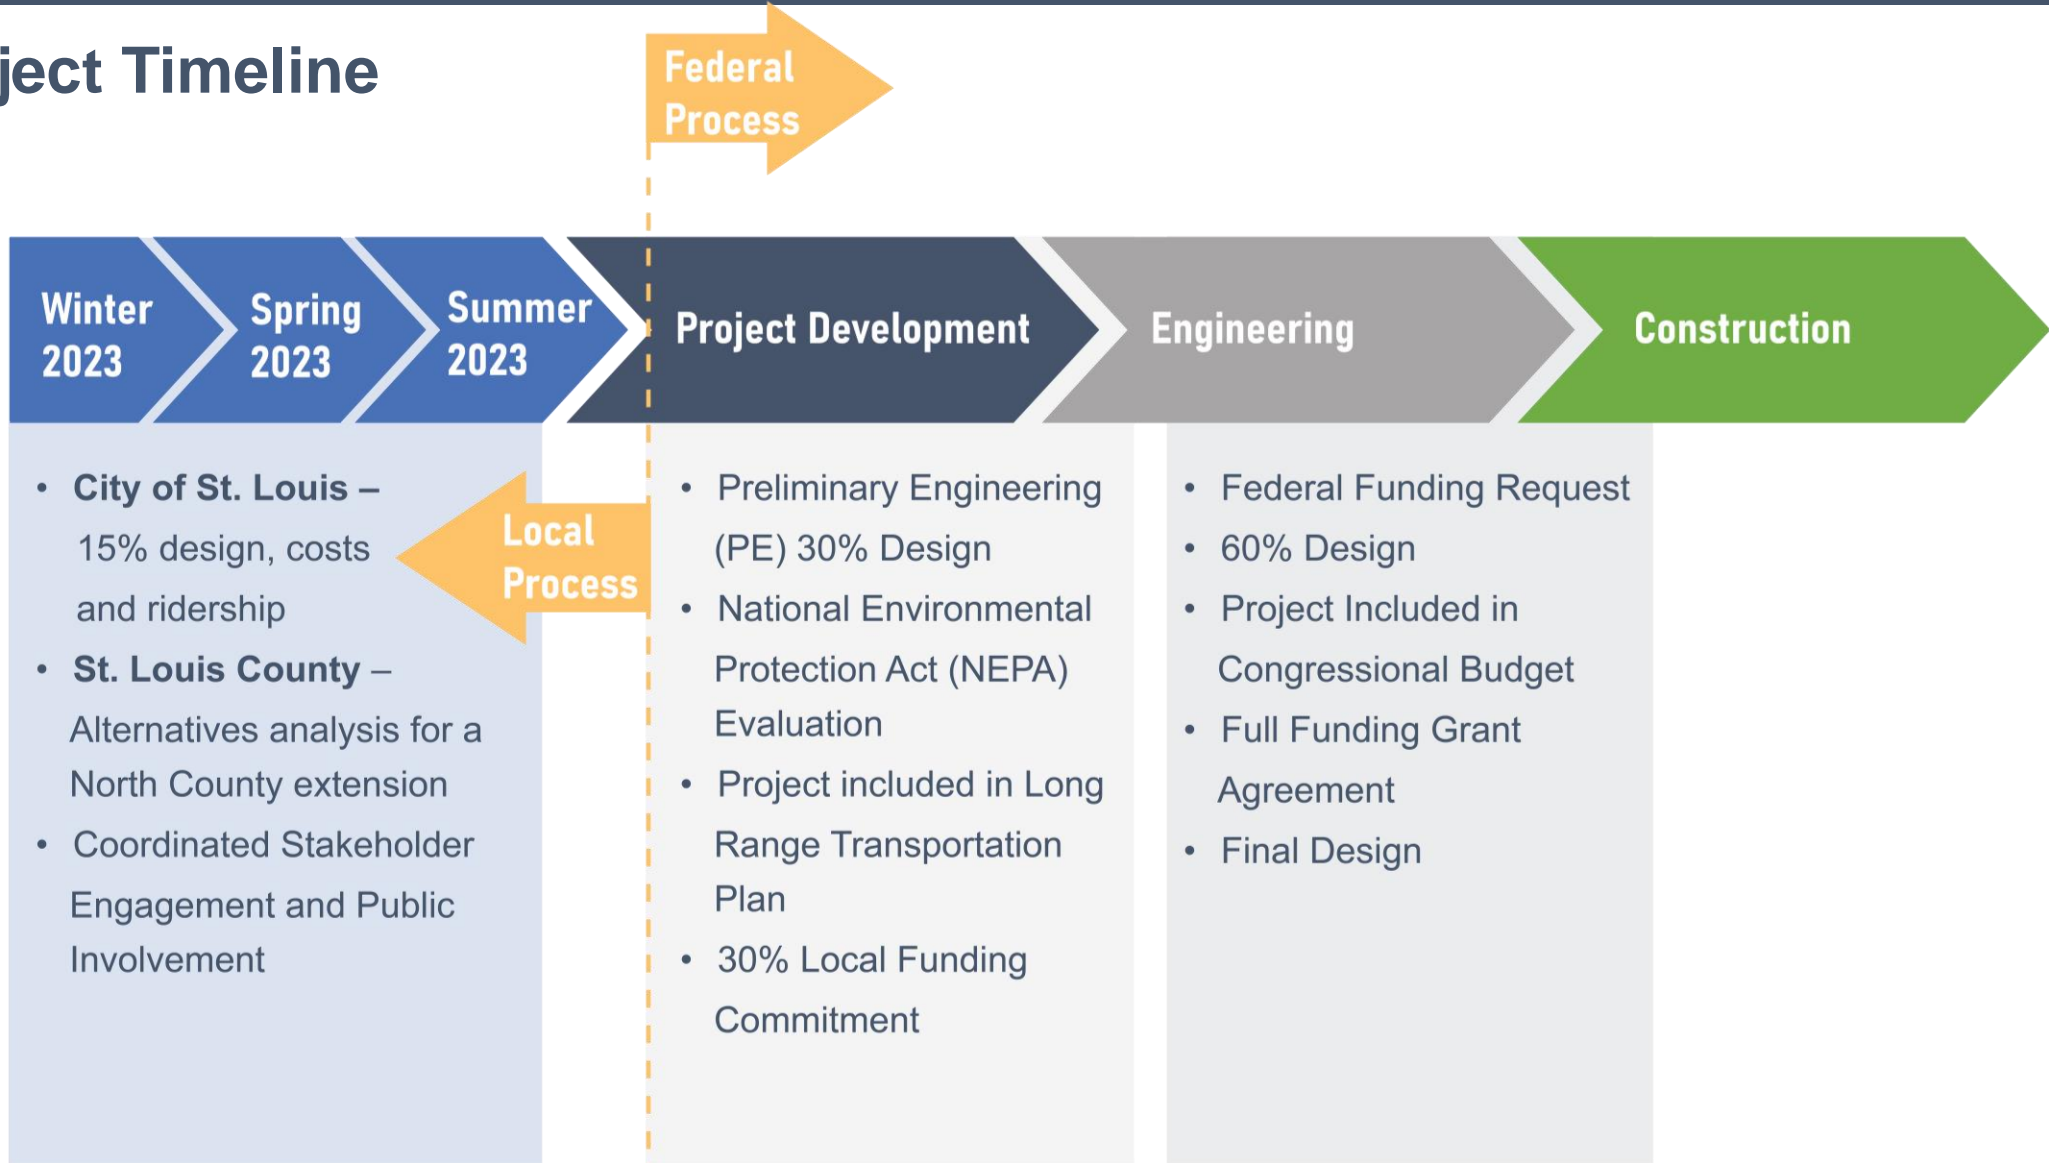 ject Timeline
Federal
Process
Winter
2023
Spring
2023
Summer
2023
Project Development
Engineering
Construction
• City of St. Louis –
15% design, costs
and ridership
• St. Louis County –
Alternatives analysis for a
North County extension
• Coordinated Stakeholder
Engagement and Public
Involvement
Local
Process
• Preliminary Engineering
(PE) 30% Design
• National Environmental
Protection Act (NEPA)
Evaluation
• Project included in Long
Range Transportation
Plan
• 30% Local Funding
Commitment
• Federal Funding Request
• 60% Design
• Project Included in
Congressional Budget
• Full Funding Grant
Agreement
• Final Design